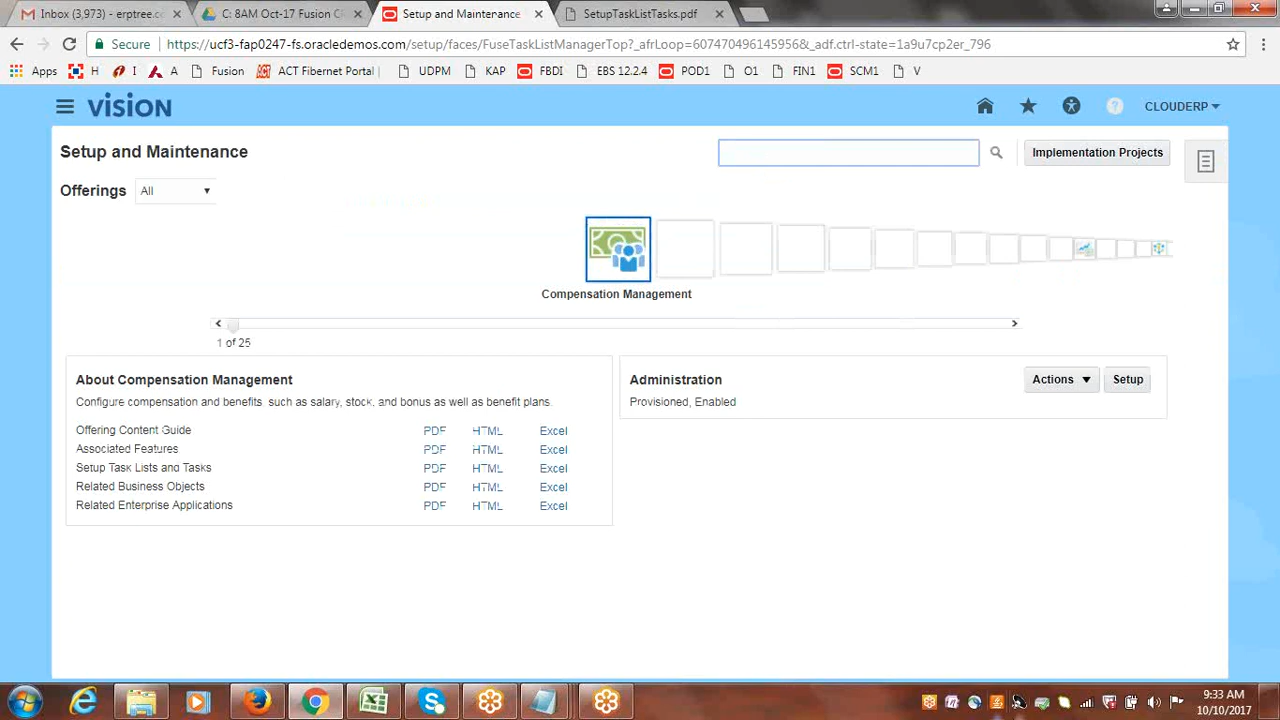 Inbox (3,973) - erptree.co
C: 8AM Oct-17 Fusion C
Setup and Maintenance
SetupTaskListTasks.pdf
Secure https://ucf3-fap0247-fs.oracledemos.com/setup/faces/FuseTaskListManagerTop?_afrLoop=6074704961459568&_adf.ctrl-state=1a9u7cp2er_796
Apps H I A Fusion ACT Fibernet Portal UDPM KAP FBDI EBS 12.2.4 POD1 O1 FIN1 SCM1 V
VISION CLOUDERP
Setup and Maintenance Implementation Projects
Offerings All
Compensation Management
1 of 25
About Compensation Management
Configure compensation and benefits, such as salary, stock, and bonus as well as benefit plans.
Offering Content Guide PDF HTML Excel
Associated Features PDF HTML Excel
Setup Task Lists and Tasks PDF HTML Excel
Related Business Objects PDF HTML Excel
Related Enterprise Applications PDF HTML Excel
Administration Actions Setup
Provisioned, Enabled
9:33 AM
10/10/2017